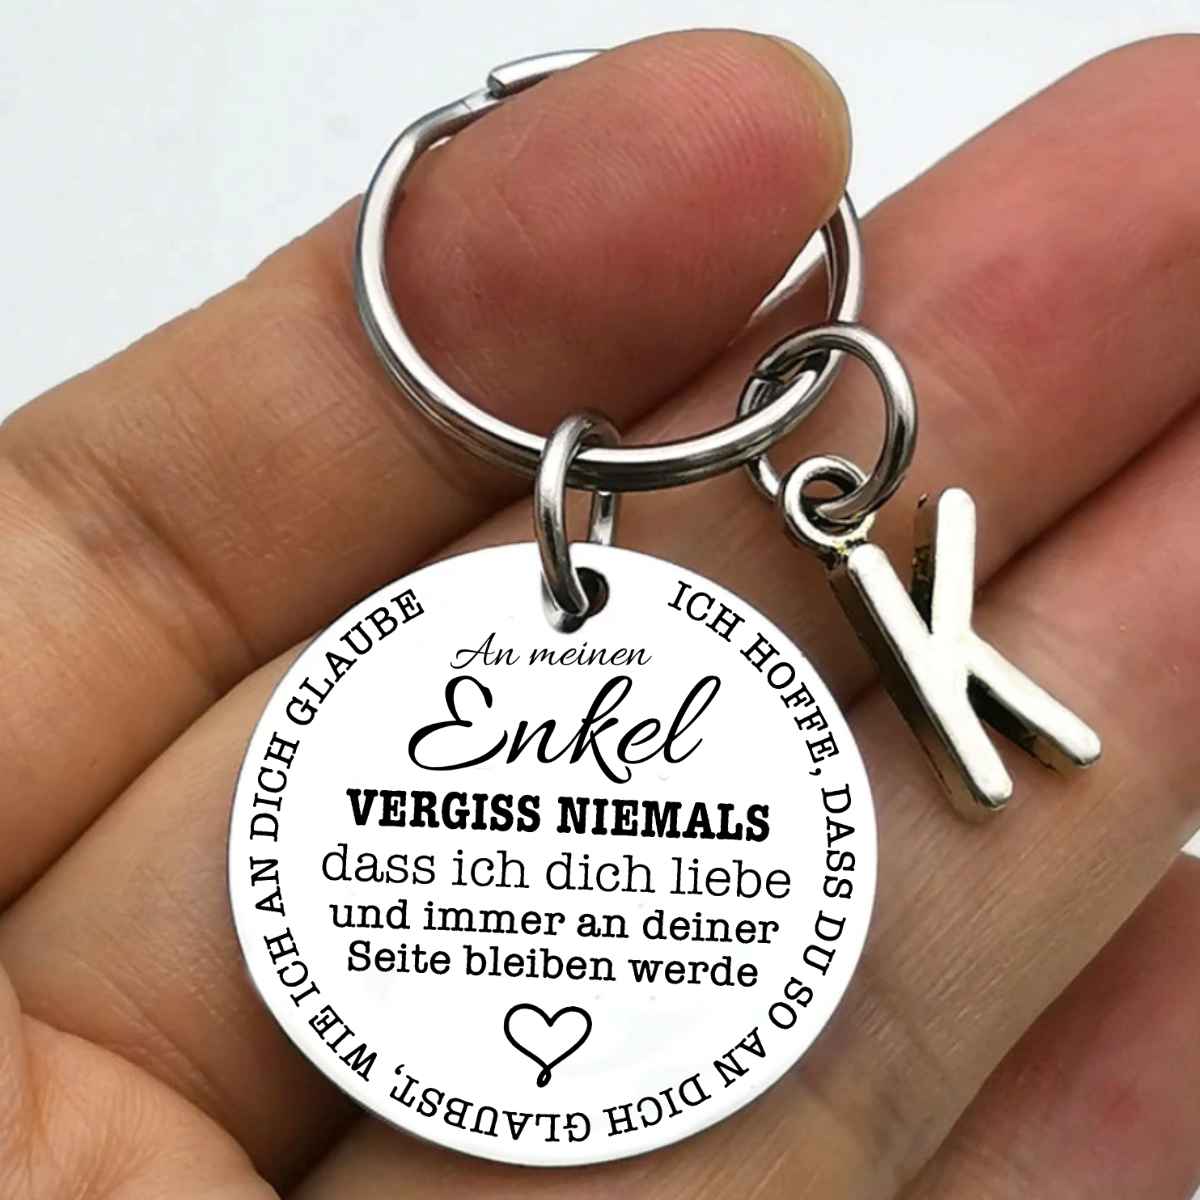 An meinen
Enkel
VERGISS NIEMALS
dass ich dich liebe
und immer an deiner
Seite bleiben werde
ICH HOFFE, DASS DU SO AN DICH GLAUBST, WIE ICH AN DICH GLAUBE
K